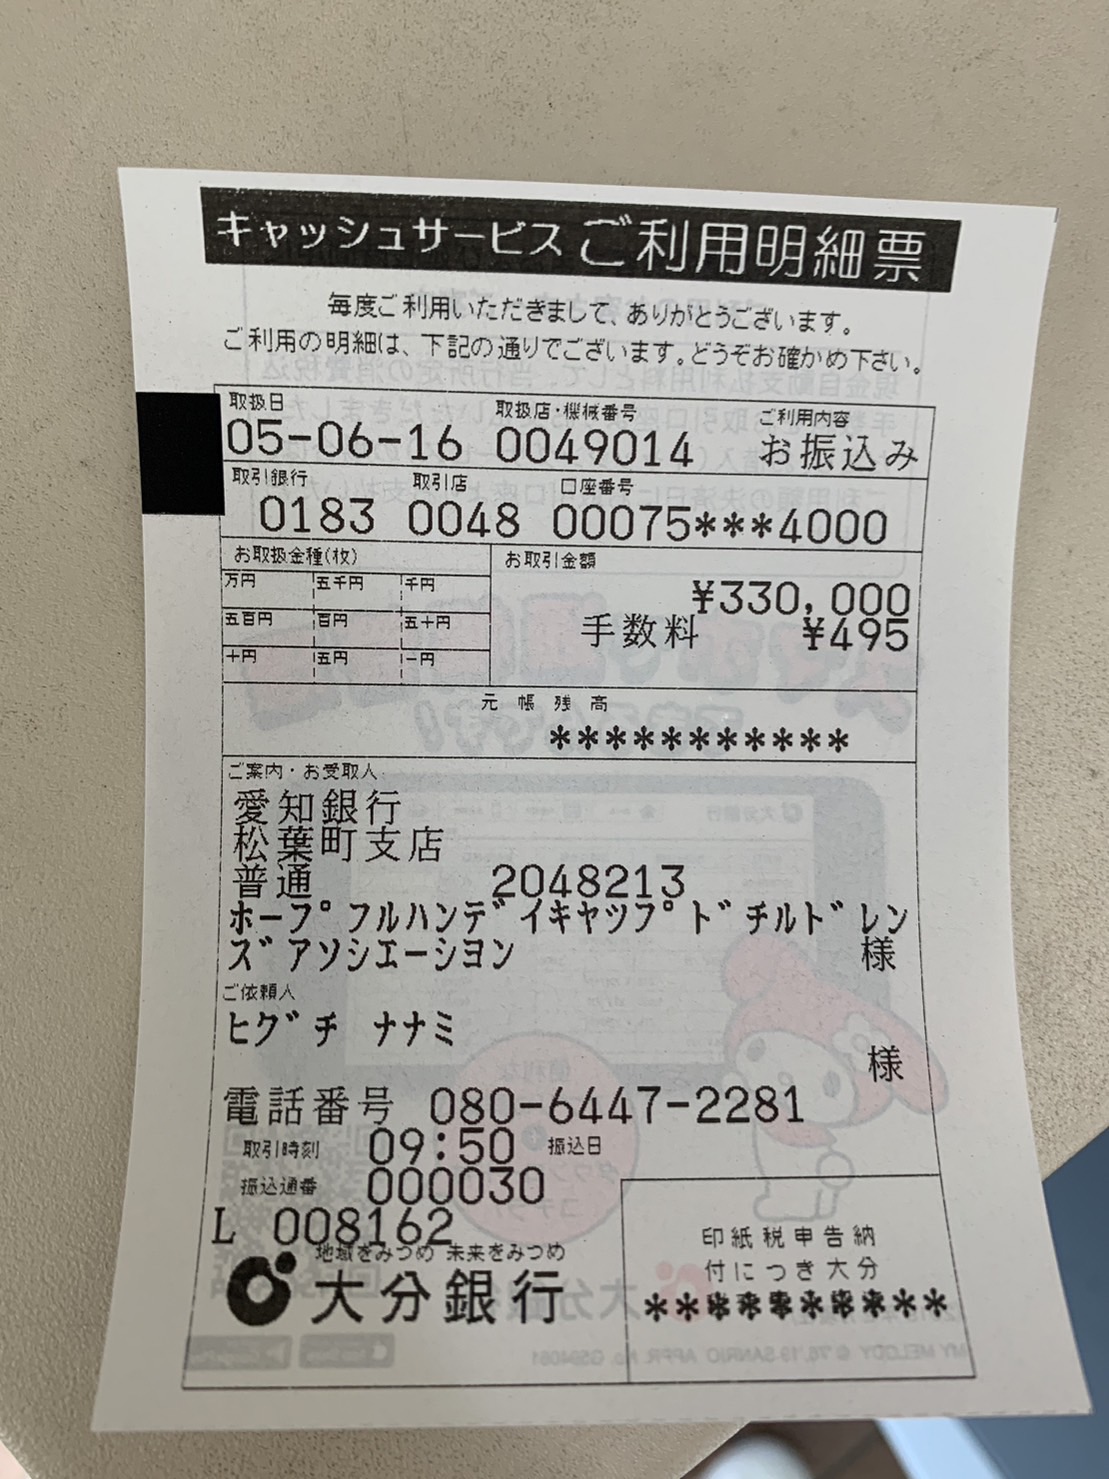 キャッシュサービス ご利用明細票
毎度ご利用いただきまして、ありがとうございます。
ご利用の明細は、下記の通りでございます。どうぞお確かめ下さい。
取扱日 取扱店・機械番号 ご利用内容
05-06-16 0049014 お振込み
取引銀行 取引店 口座番号
0183 0048 00075***4000
お取扱金種(枚) お取引金額
万円 五千円 千円
¥330,000
五百円 百円 五十円
手数料 ¥495
十円 五円 一円
元帳残高
***********
ご案内・お受取人
愛知銀行
松葉町支店
普通 2048213
ホープフルハンデイキヤツプドチルドレン
ズアソシエーシヨン 様
ご依頼人
ヒグチ ナナミ
様
電話番号 080-6447-2281
取引時刻 09:50 振込日
振込通番 000030
L 008162
地域をみつめ 未来をみつめ
大分銀行
印紙税申告納
付につき大分
***********
MY MELODY © '76,'19 SANRIO APPR. No. G594061